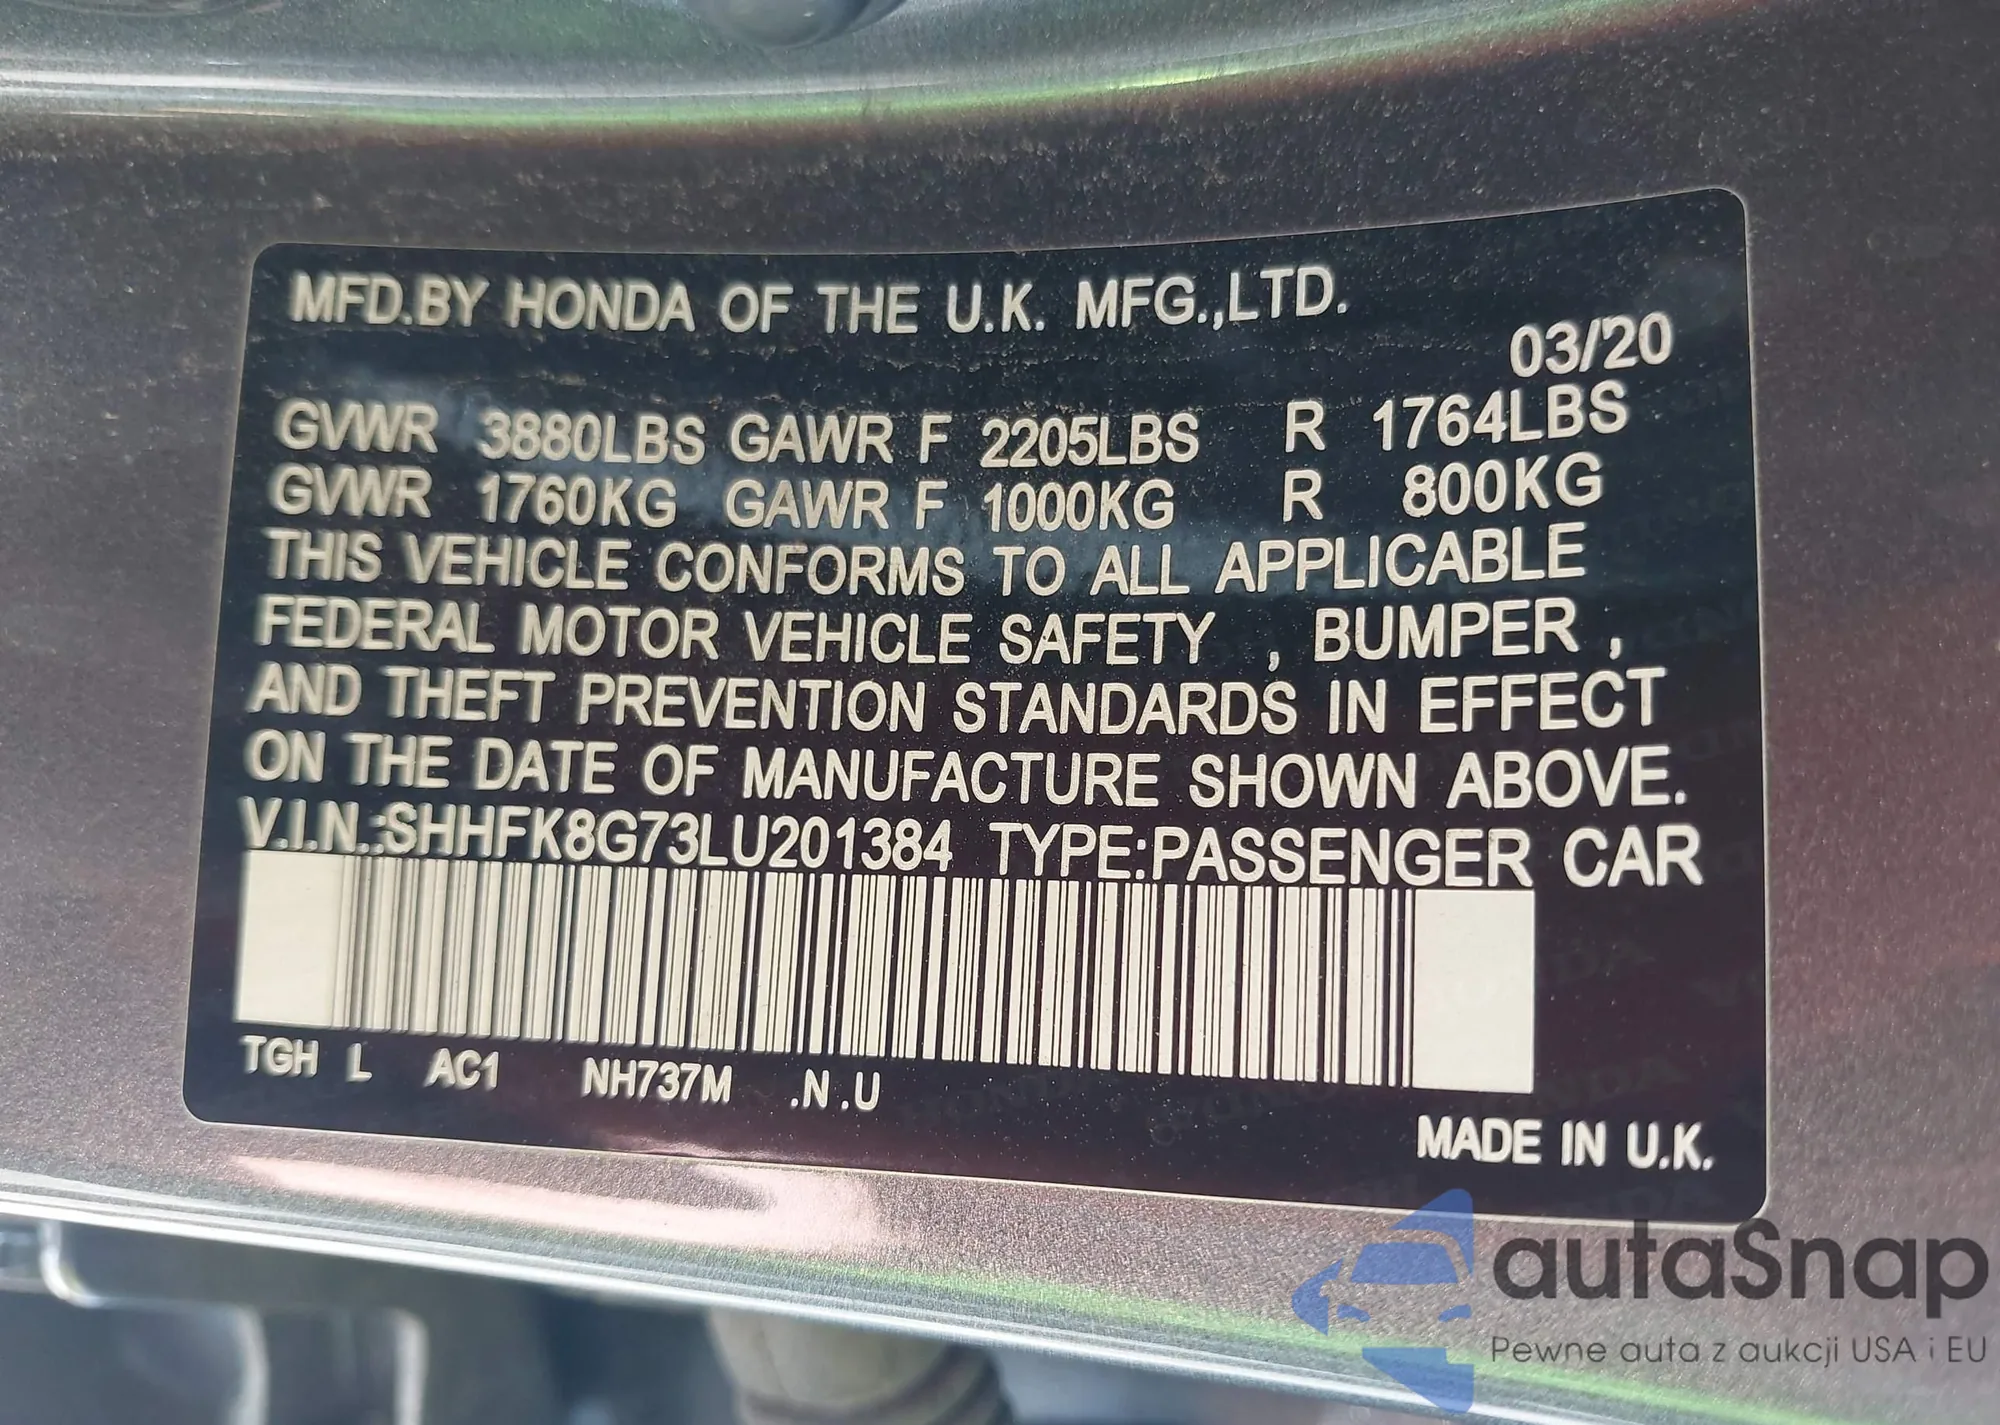 MFD.BY HONDA OF THE U.K. MFG.,LTD.
03/'20
GVWR 3880LBS GAWR F 2205LBS R 1764LBS
GVWR 1760KG GAWR F 1000KG R 800KG
THIS VEHICLE CONFORMS TO ALL APPLICABLE
FEDERAL MOTOR VEHICLE SAFETY , BUMPER ,
AND THEFT PREVENTION STANDARDS IN EFFECT
ON THE DATE OF MANUFACTURE SHOWN ABOVE.
V.I.N.:SHHFK8G73LU201384 TYPE:PASSENGER CAR
TGH L AC1 NH737M .N .U
MADE IN U.K.
autaSnap
Pewne auta z aukcji USA i EU